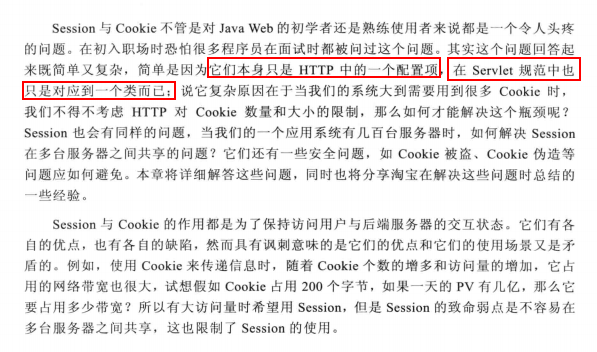 Session 与 Cookie 不管是对 Java Web 的初学者还是熟练使用者来说都是一个令人头疼
的问题。在初入职场时恐怕很多程序员在面试时都被问过这个问题。其实这个问题回答起
来既简单又复杂，简单是因为它们本身只是 HTTP 中的一个配置项，在 Servlet 规范中也
只是对应到一个类而已；说它复杂原因在于当我们的系统大到需要用到很多 Cookie 时，
我们不得不考虑 HTTP 对 Cookie 数量和大小的限制，那么如何才能解决这个瓶颈呢？
Session 也会有同样的问题，当我们的一个应用系统有几百台服务器时，如何解决 Session
在多台服务器之间共享的问题？它们还有一些安全问题，如 Cookie 被盗、Cookie 伪造等
问题应如何避免。本章将详细解答这些问题，同时也将分享淘宝在解决这些问题时总结的
一些经验。
Session 与 Cookie 的作用都是为了保持访问用户与后端服务器的交互状态。它们有各
自的优点，也有各自的缺陷，然而具有讽刺意味的是它们的优点和它们的使用场景又是矛
盾的。例如，使用 Cookie 来传递信息时，随着 Cookie 个数的增多和访问量的增加，它占
用的网络带宽也很大，试想假如 Cookie 占用 200 个字节，如果一天的 PV 有几亿，那么它
要占用多少带宽？所以有大访问量时希望用 Session，但是 Session 的致命弱点是不容易在
多台服务器之间共享，这也限制了 Session 的使用。